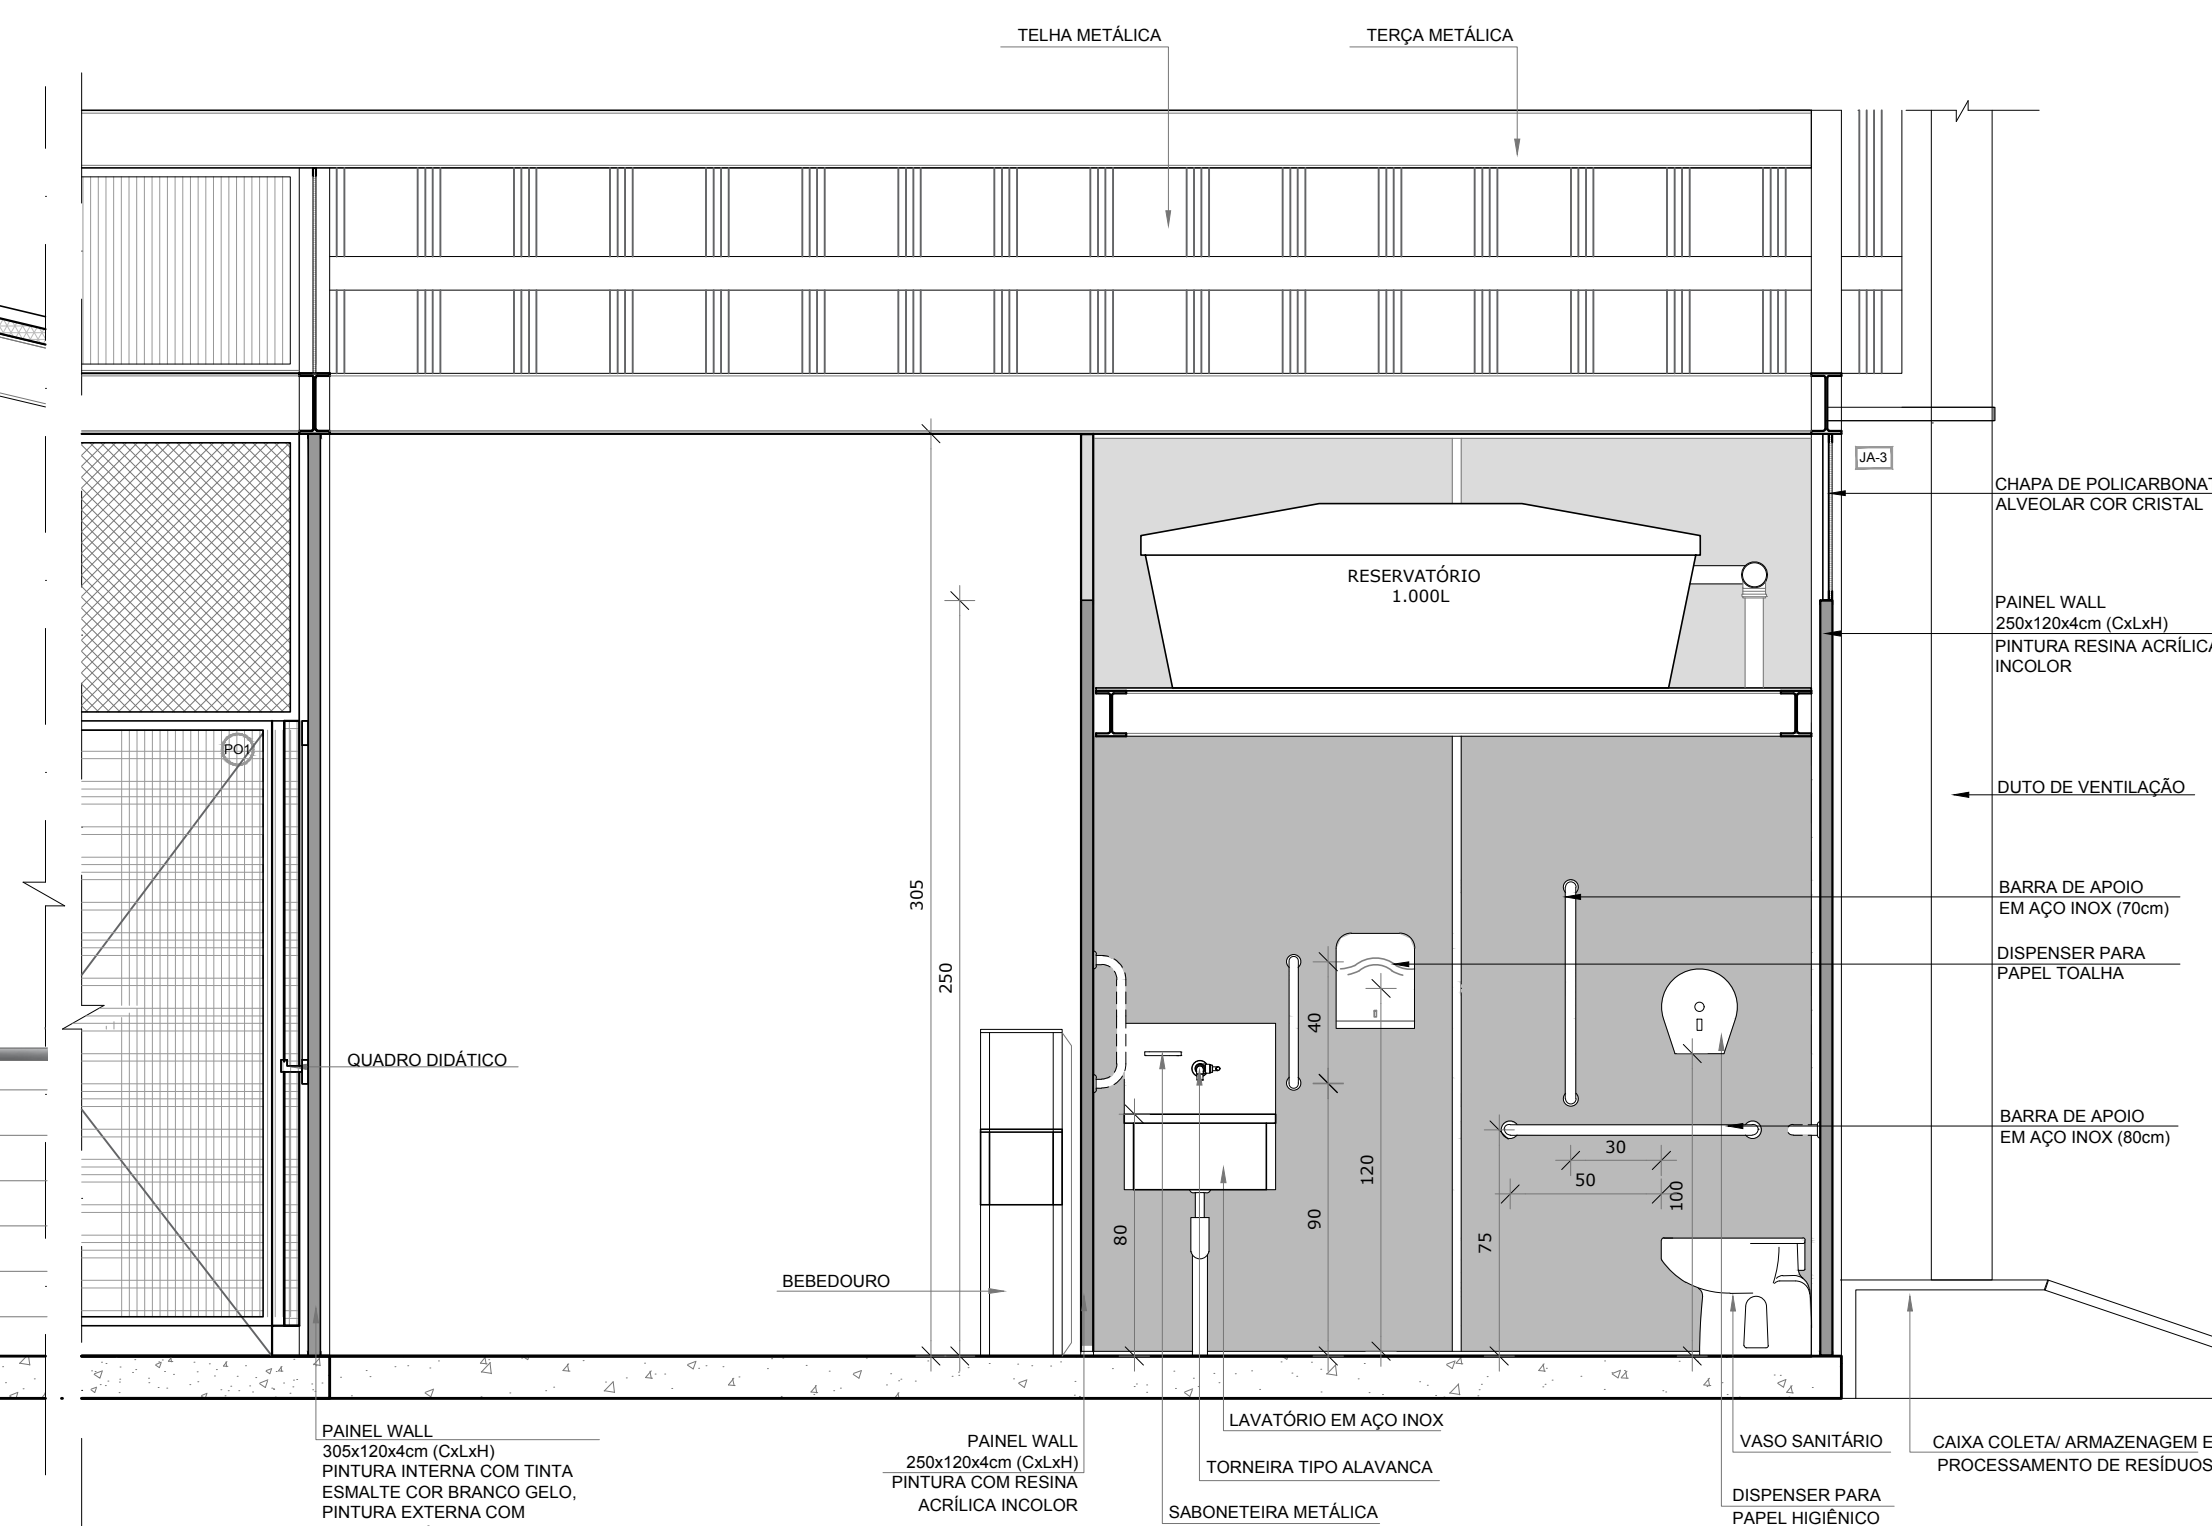 TELHA METÁLICA
TERÇA METÁLICA
JA-3
CHAPA DE POLICARBONAT
ALVEOLAR COR CRISTAL
RESERVATÓRIO
1.000L
PAINEL WALL
250x120x4cm (CxLxH)
PINTURA RESINA ACRÍLICA
INCOLOR
PO1
DUTO DE VENTILAÇÃO
305
250
BARRA DE APOIO
EM AÇO INOX (70cm)
DISPENSER PARA
PAPEL TOALHA
40
QUADRO DIDÁTICO
BARRA DE APOIO
EM AÇO INOX (80cm)
30
50
120
100
90
80
75
BEBEDOURO
PAINEL WALL
305x120x4cm (CxLxH)
PINTURA INTERNA COM TINTA
ESMALTE COR BRANCO GELO,
PINTURA EXTERNA COM
PAINEL WALL
250x120x4cm (CxLxH)
PINTURA COM RESINA
ACRÍLICA INCOLOR
LAVATÓRIO EM AÇO INOX
TORNEIRA TIPO ALAVANCA
SABONETEIRA METÁLICA
VASO SANITÁRIO
DISPENSER PARA
PAPEL HIGIÊNICO
CAIXA COLETA/ ARMAZENAGEM E
PROCESSAMENTO DE RESÍDUOS